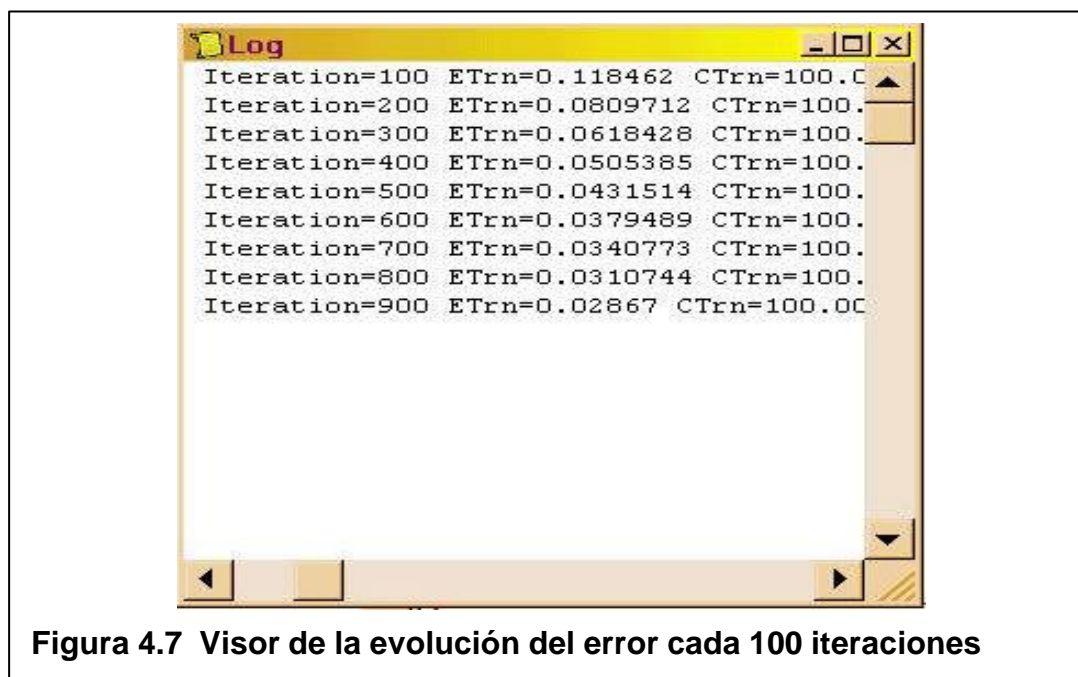 Log
Iteration=100 ETrn=0.118462 CTrn=100.0
Iteration=200 ETrn=0.0809712 CTrn=100.
Iteration=300 ETrn=0.0618428 CTrn=100.
Iteration=400 ETrn=0.0505385 CTrn=100.
Iteration=500 ETrn=0.0431514 CTrn=100.
Iteration=600 ETrn=0.0379489 CTrn=100.
Iteration=700 ETrn=0.0340773 CTrn=100.
Iteration=800 ETrn=0.0310744 CTrn=100.
Iteration=900 ETrn=0.02867 CTrn=100.00
Figura 4.7 Visor de la evolución del error cada 100 iteraciones